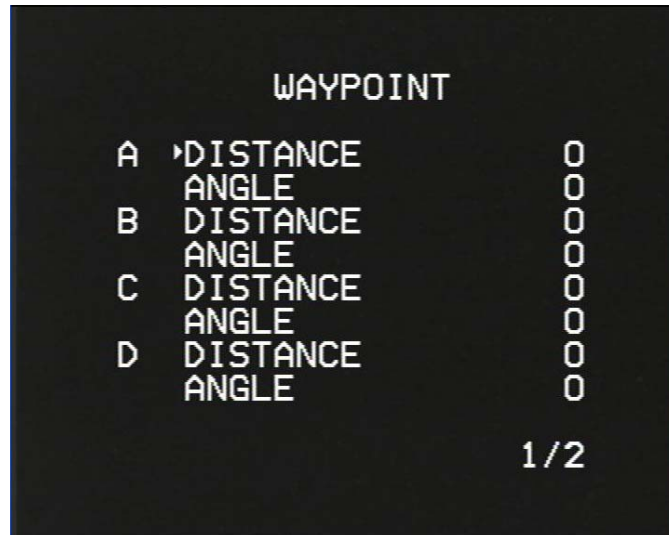 WAYPOINT
A ▸DISTANCE 0
ANGLE 0
B DISTANCE 0
ANGLE 0
C DISTANCE 0
ANGLE 0
D DISTANCE 0
ANGLE 0
1/2